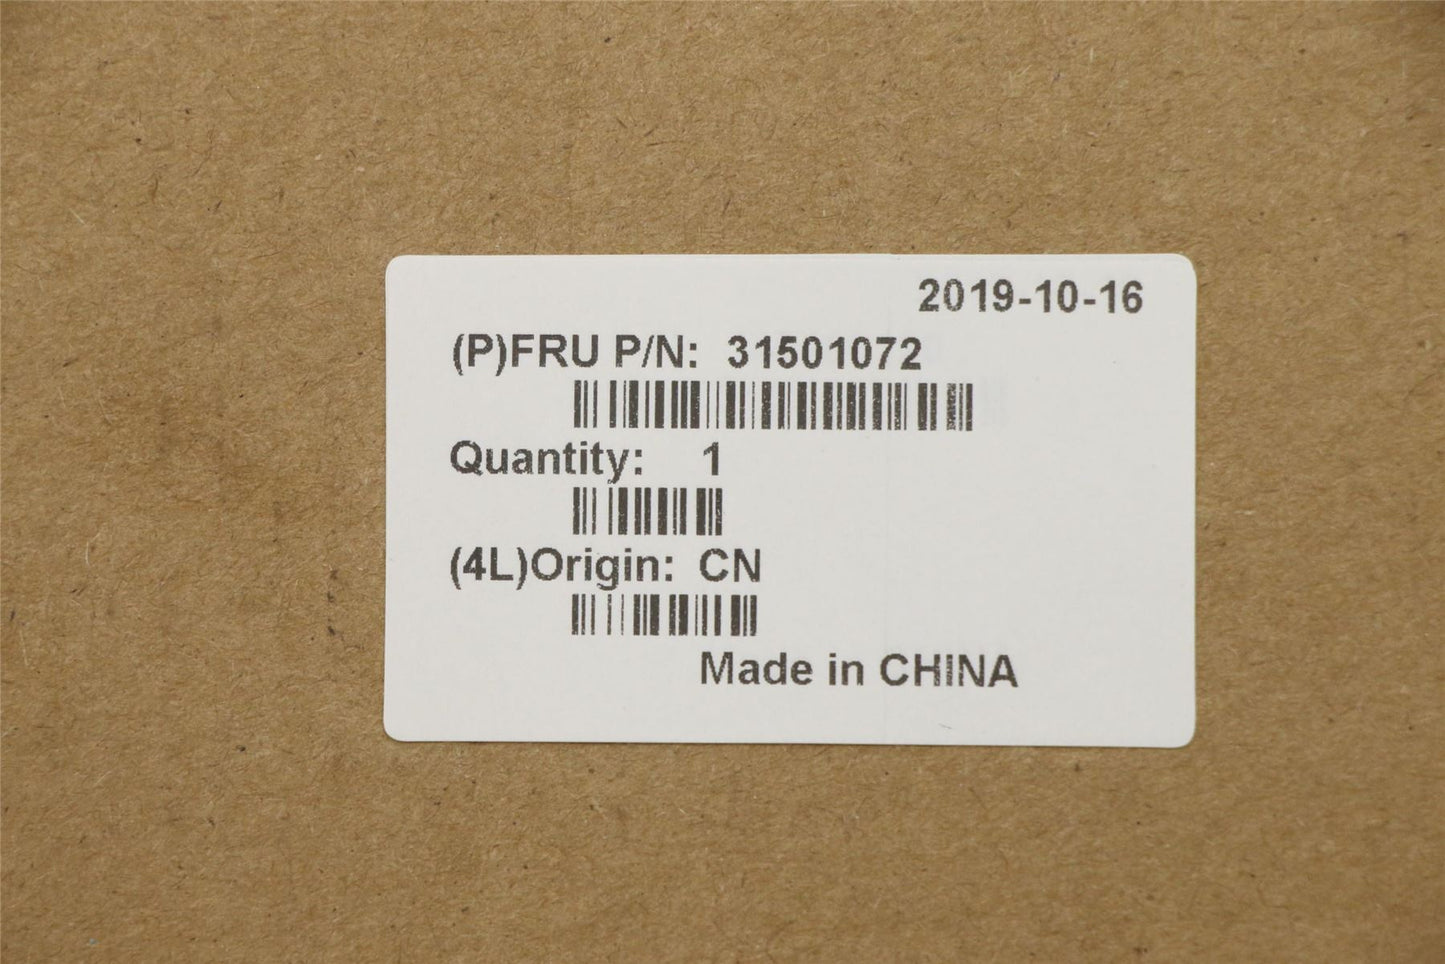 2019-10-16
(P)FRU P/N: 31501072
Quantity: 1
(4L)Origin: CN
Made in CHINA